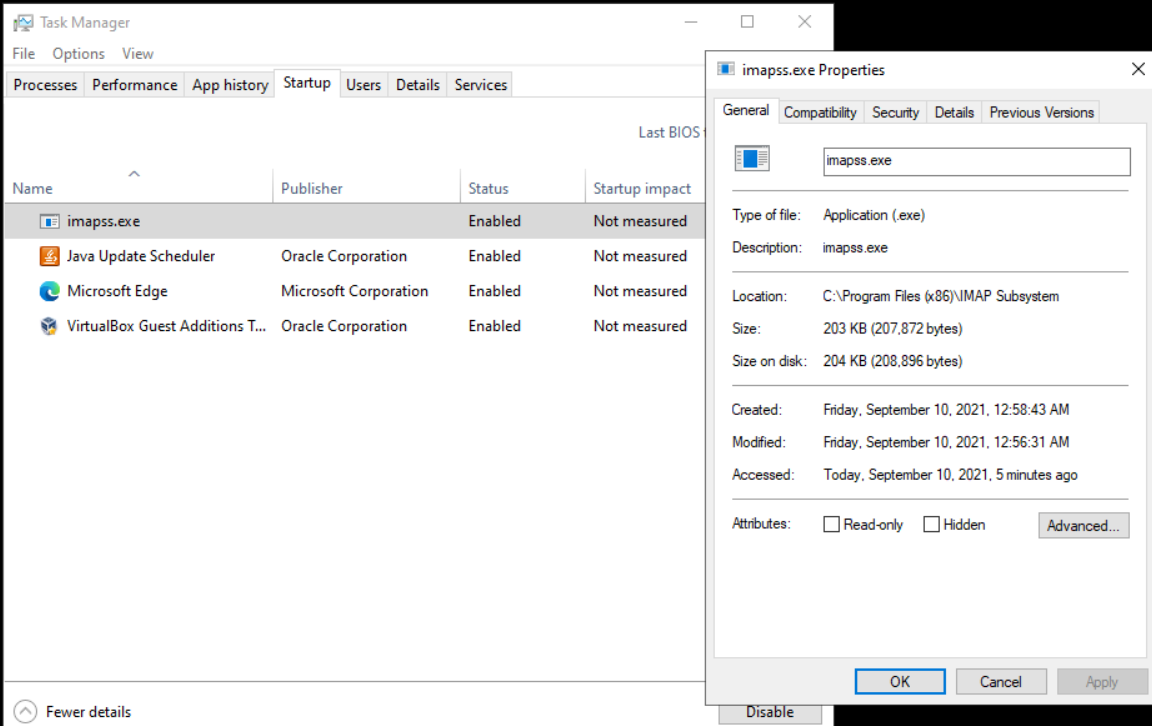 Task Manager
File Options View
Processes Performance App history Startup Users Details Services
Last BIOS
Name Publisher Status Startup impact
imapss.exe Enabled Not measured
Java Update Scheduler Oracle Corporation Enabled Not measured
Microsoft Edge Microsoft Corporation Enabled Not measured
VirtualBox Guest Additions T... Oracle Corporation Enabled Not measured
Fewer details
Disable
imapss.exe Properties
General Compatibility Security Details Previous Versions
imapss.exe
Type of file: Application (.exe)
Description: imapss.exe
Location: C:\Program Files (x86)\IMAP Subsystem
Size: 203 KB (207,872 bytes)
Size on disk: 204 KB (208,896 bytes)
Created: Friday, September 10, 2021, 12:58:43 AM
Modified: Friday, September 10, 2021, 12:56:31 AM
Accessed: Today, September 10, 2021, 5 minutes ago
Attributes: Read-only Hidden Advanced...
OK Cancel Apply